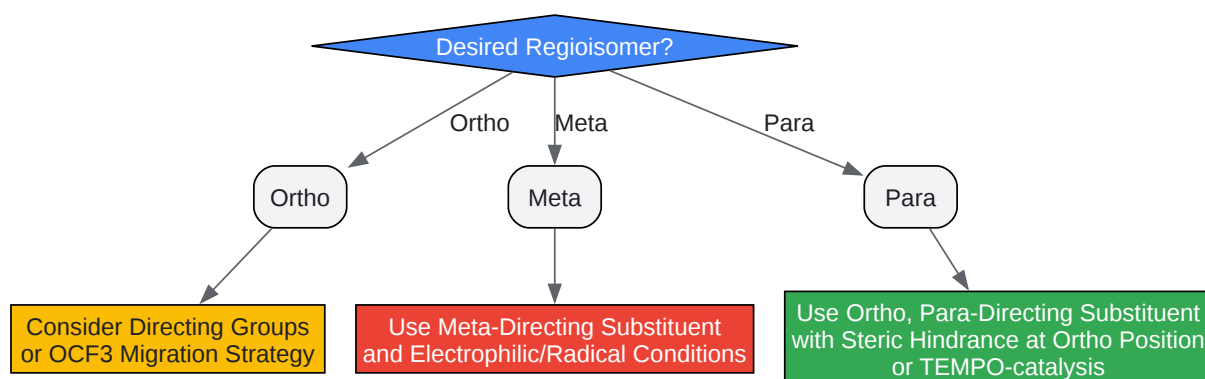 Desired Regioisomer?
Ortho
Meta
Para
Ortho
Meta
Para
Consider Directing Groups
or OCF3 Migration Strategy
Use Meta-Directing Substituent
and Electrophilic/Radical Conditions
Use Ortho, Para-Directing Substituent
with Steric Hindrance at Ortho Position
or TEMPO-catalysis